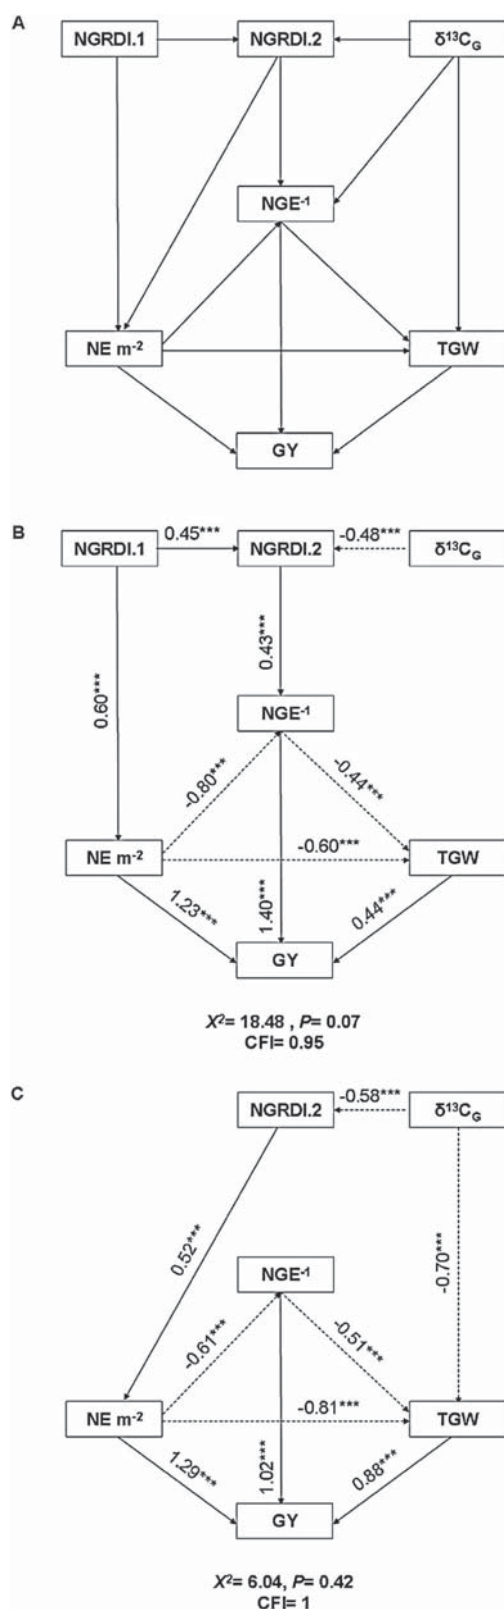 A
NGRDI.1 NGRDI.2 δ¹³C_G
NGE⁻¹
NE m⁻² TGW
GY
B
0.45*** -0.48***
NGRDI.1 NGRDI.2 δ¹³C_G
0.60*** 0.43***
NGE⁻¹
-0.80*** -0.44***
-0.60***
NE m⁻² TGW
1.23*** 1.40*** 0.44***
GY
X²= 18.48 , P= 0.07
CFI= 0.95
C
-0.58***
NGRDI.2 δ¹³C_G
0.52*** -0.70***
NGE⁻¹
-0.61*** -0.51***
-0.81***
NE m⁻² TGW
1.29*** 1.02*** 0.88***
GY
X²= 6.04, P= 0.42
CFI= 1